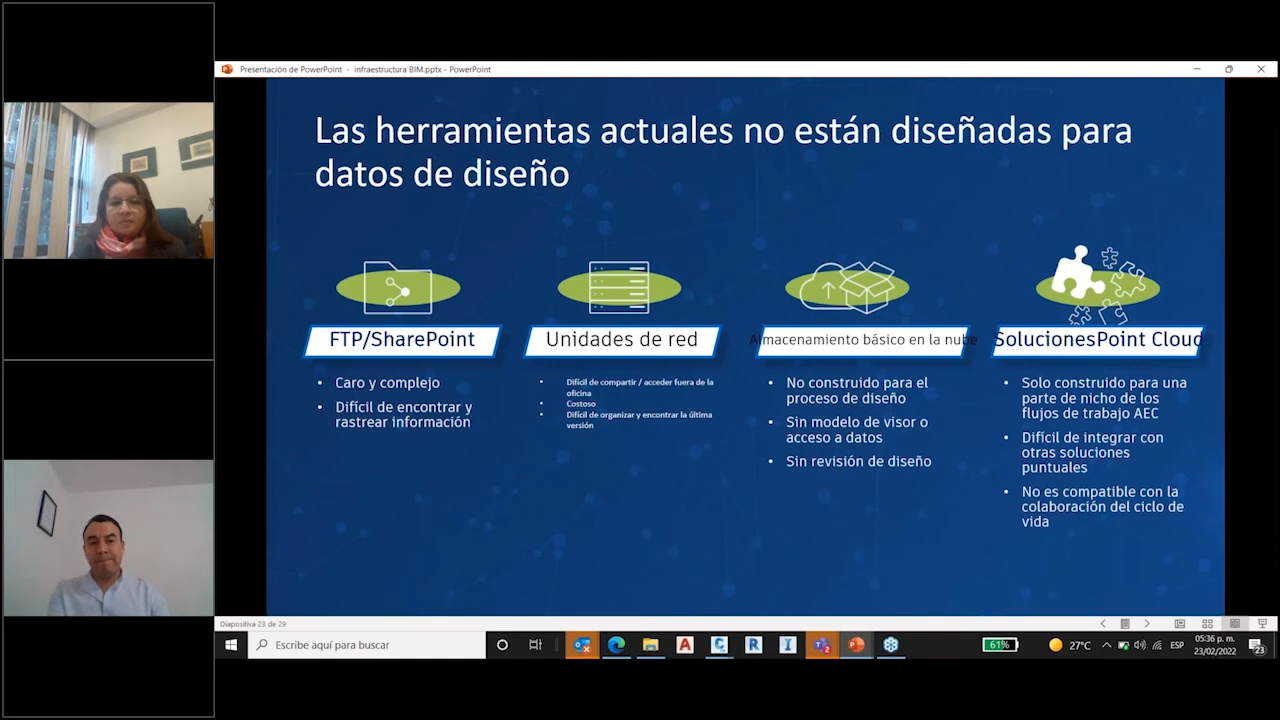 Presentación de PowerPoint - infraestructura BIM.pptx - PowerPoint
Las herramientas actuales no están diseñadas para
datos de diseño
FTP/SharePoint
• Caro y complejo
• Difícil de encontrar y
rastrear información
Unidades de red
• Difícil de compartir / acceder fuera de la
oficina
• Costoso
• Difícil de organizar y encontrar la última
versión
Almacenamiento básico en la nube
• No construido para el
proceso de diseño
• Sin modelo de visor o
acceso a datos
• Sin revisión de diseño
SolucionesPoint Cloud
• Solo construido para una
parte de nicho de los
flujos de trabajo AEC
• Difícil de integrar con
otras soluciones
puntuales
• No es compatible con la
colaboración del ciclo de
vida
Diapositiva 23 de 29
Escribe aquí para buscar
A
C
R
I
61%
27°C
ESP
05:36 p. m.
23/02/2022
23